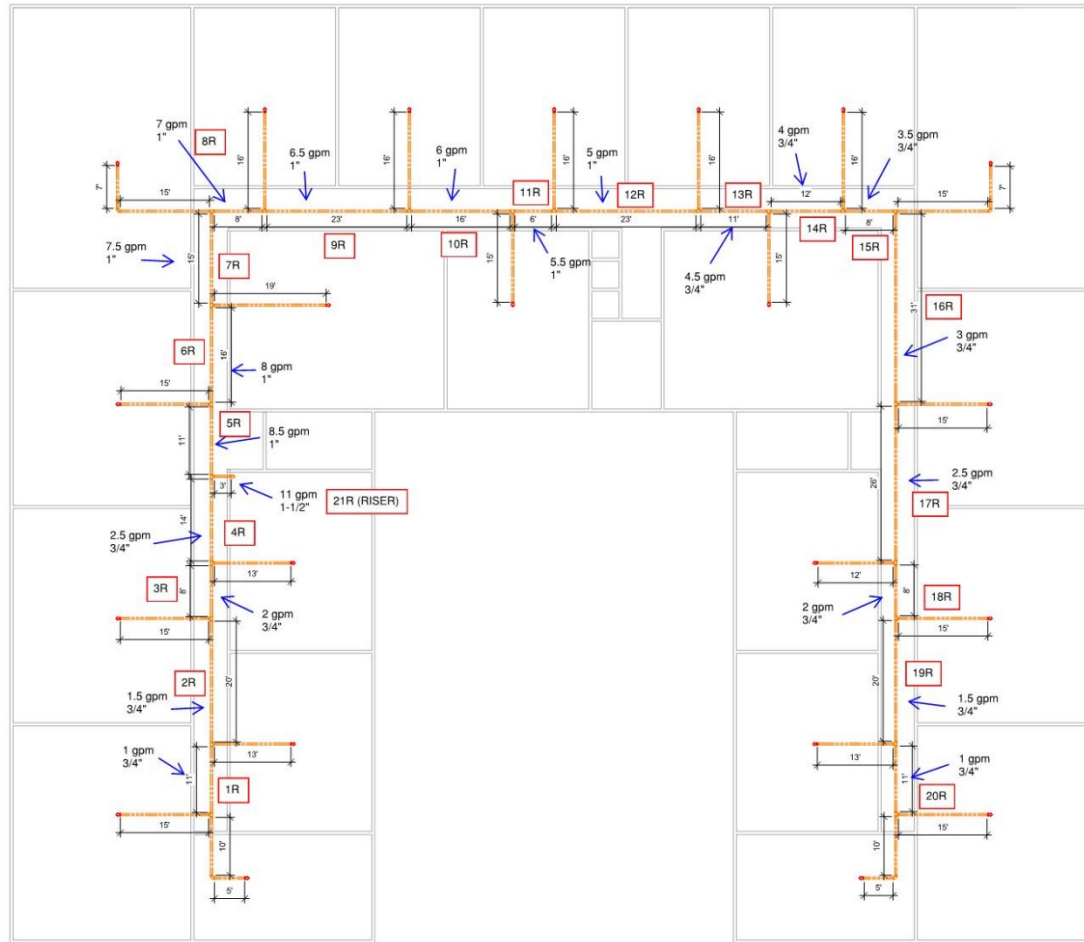 4 gpm
3/4"
3.5 gpm
3/4"
7 gpm
1"
8R
6.5 gpm
1"
6 gpm
1"
5 gpm
1"
16'
16'
16'
16'
16'
7'
15'
11R
12R
13R
12'
15'
7'
8'
23'
16'
6'
23'
11'
14R
8'
9R
10R
5.5 gpm
1"
15R
7.5 gpm
1"
15'
7R
15'
4.5 gpm
3/4"
15'
19'
31'
16R
6R
16'
8 gpm
1"
3 gpm
3/4"
15'
5R
15'
11'
8.5 gpm
1"
3'
11 gpm
1-1/2"
21R (RISER)
26'
2.5 gpm
3/4"
17R
2.5 gpm
3/4"
14'
4R
3R
8'
13'
2 gpm
3/4"
12'
2 gpm
3/4"
8'
18R
15'
15'
2R
20'
20'
19R
1.5 gpm
3/4"
1.5 gpm
3/4"
1 gpm
3/4"
11'
13'
13'
11'
1 gpm
3/4"
1R
20R
15'
10'
10'
15'
5'
5'